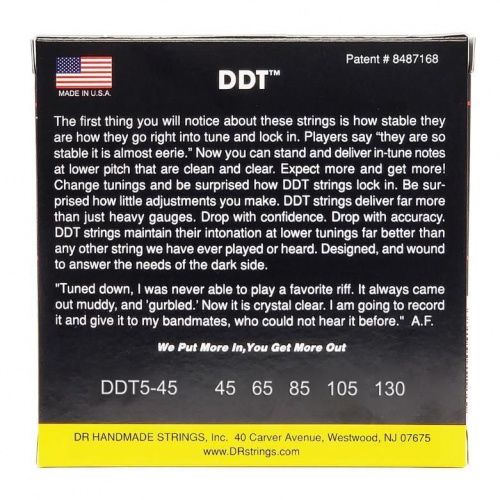 MADE IN U.S.A.
DDT™
Patent # 8487168
The first thing you will notice about these strings is how stable they
are how they go right into tune and lock in. Players say "they are so
stable it is almost eerie." Now you can stand and deliver in-tune notes
at lower pitch that are clean and clear. Expect more and get more!
Change tunings and be surprised how DDT strings lock in. Be sur-
prised how little adjustments you make. DDT strings deliver far more
than just heavy gauges. Drop with confidence. Drop with accuracy.
DDT strings maintain their intonation at lower tunings far better than
any other string we have ever played or heard. Designed, and wound
to answer the needs of the dark side.
"Tuned down, I was never able to play a favorite riff. It always came
out muddy, and 'gurbled.' Now it is crystal clear. I am going to record
it and give it to my bandmates, who could not hear it before." A.F.
We Put More In,You Get More Out
DDT5-45 45 65 85 105 130
DR HANDMADE STRINGS, Inc. 40 Carver Avenue, Westwood, NJ 07675
www.DRstrings.com